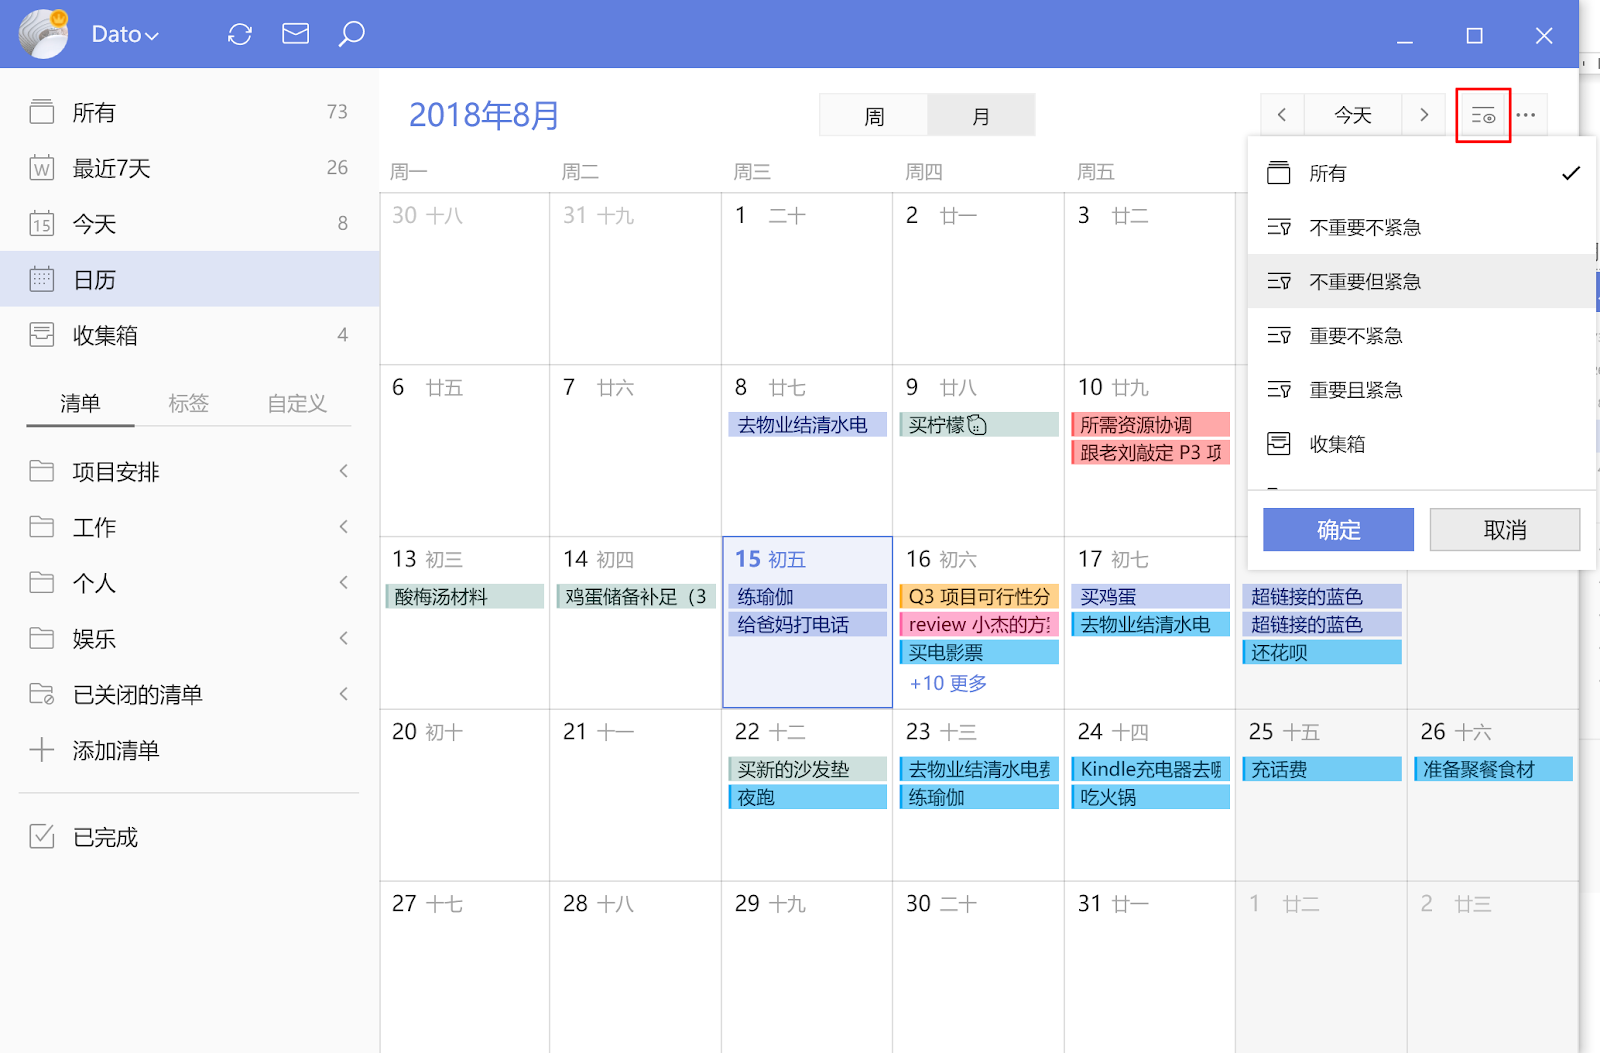 Dato
所有 73
最近7天 26
今天 8
日历
收集箱 4
清单 标签 自定义
项目安排
工作
个人
娱乐
已关闭的清单
添加清单
已完成
2018年8月
周 月
今天
周一 周二 周三 周四 周五
30 十八 31 十九 1 二十 2 廿一 3 廿二
6 廿五 7 廿六 8 廿七 9 廿八 10 廿九
去物业结清水电 买柠檬 所需资源协调
跟老刘敲定 P3 项
13 初三 14 初四 15 初五 16 初六 17 初七
酸梅汤材料 鸡蛋储备补足（3 练瑜伽 Q3 项目可行性分 买鸡蛋 超链接的蓝色
给爸妈打电话 review 小杰的方 去物业结清水电 超链接的蓝色
买电影票 还花呗
+10 更多
20 初十 21 十一 22 十二 23 十三 24 十四 25 十五 26 十六
买新的沙发垫 去物业结清水电费 Kindle充电器去哪 充话费 准备聚餐食材
夜跑 练瑜伽 吃火锅
27 十七 28 十八 29 十九 30 二十 31 廿一 1 廿二 2 廿三
所有
不重要不紧急
不重要但紧急
重要不紧急
重要且紧急
收集箱
确定 取消